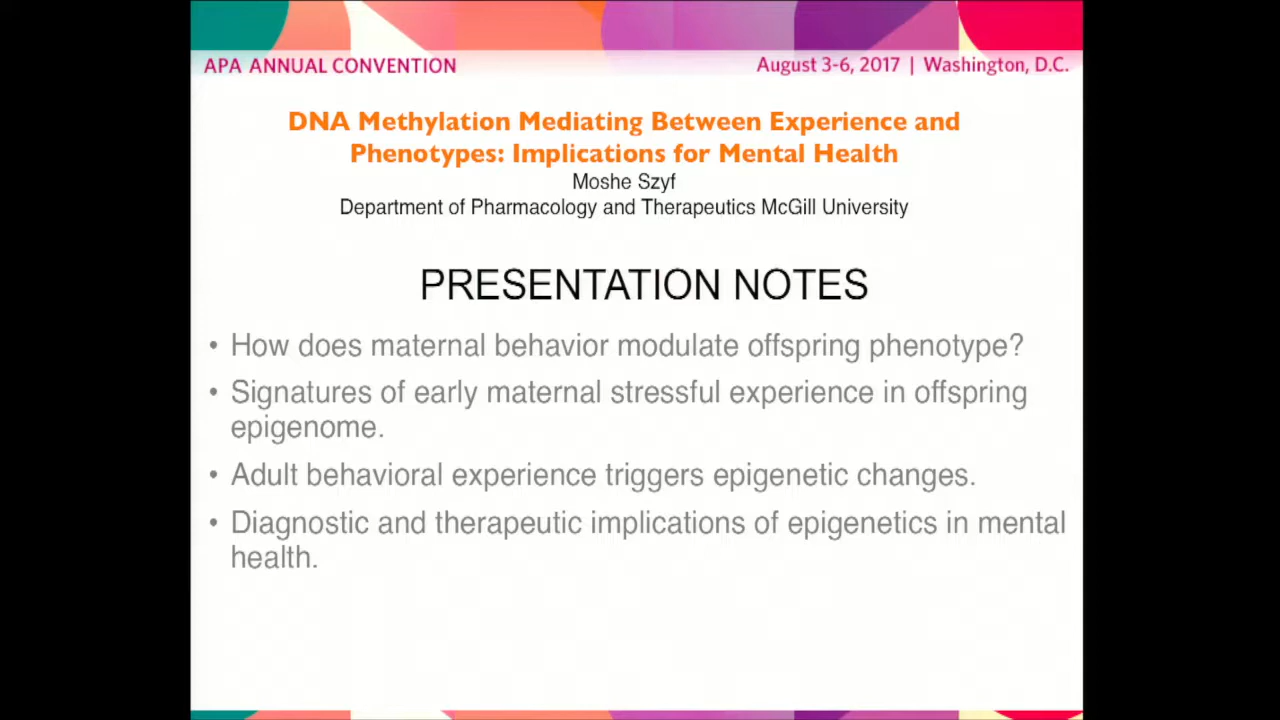 APA ANNUAL CONVENTION
August 3-6, 2017 | Washington, D.C.
DNA Methylation Mediating Between Experience and
Phenotypes: Implications for Mental Health
Moshe Szyf
Department of Pharmacology and Therapeutics McGill University
PRESENTATION NOTES
• How does maternal behavior modulate offspring phenotype?
• Signatures of early maternal stressful experience in offspring
epigenome.
• Adult behavioral experience triggers epigenetic changes.
• Diagnostic and therapeutic implications of epigenetics in mental
health.